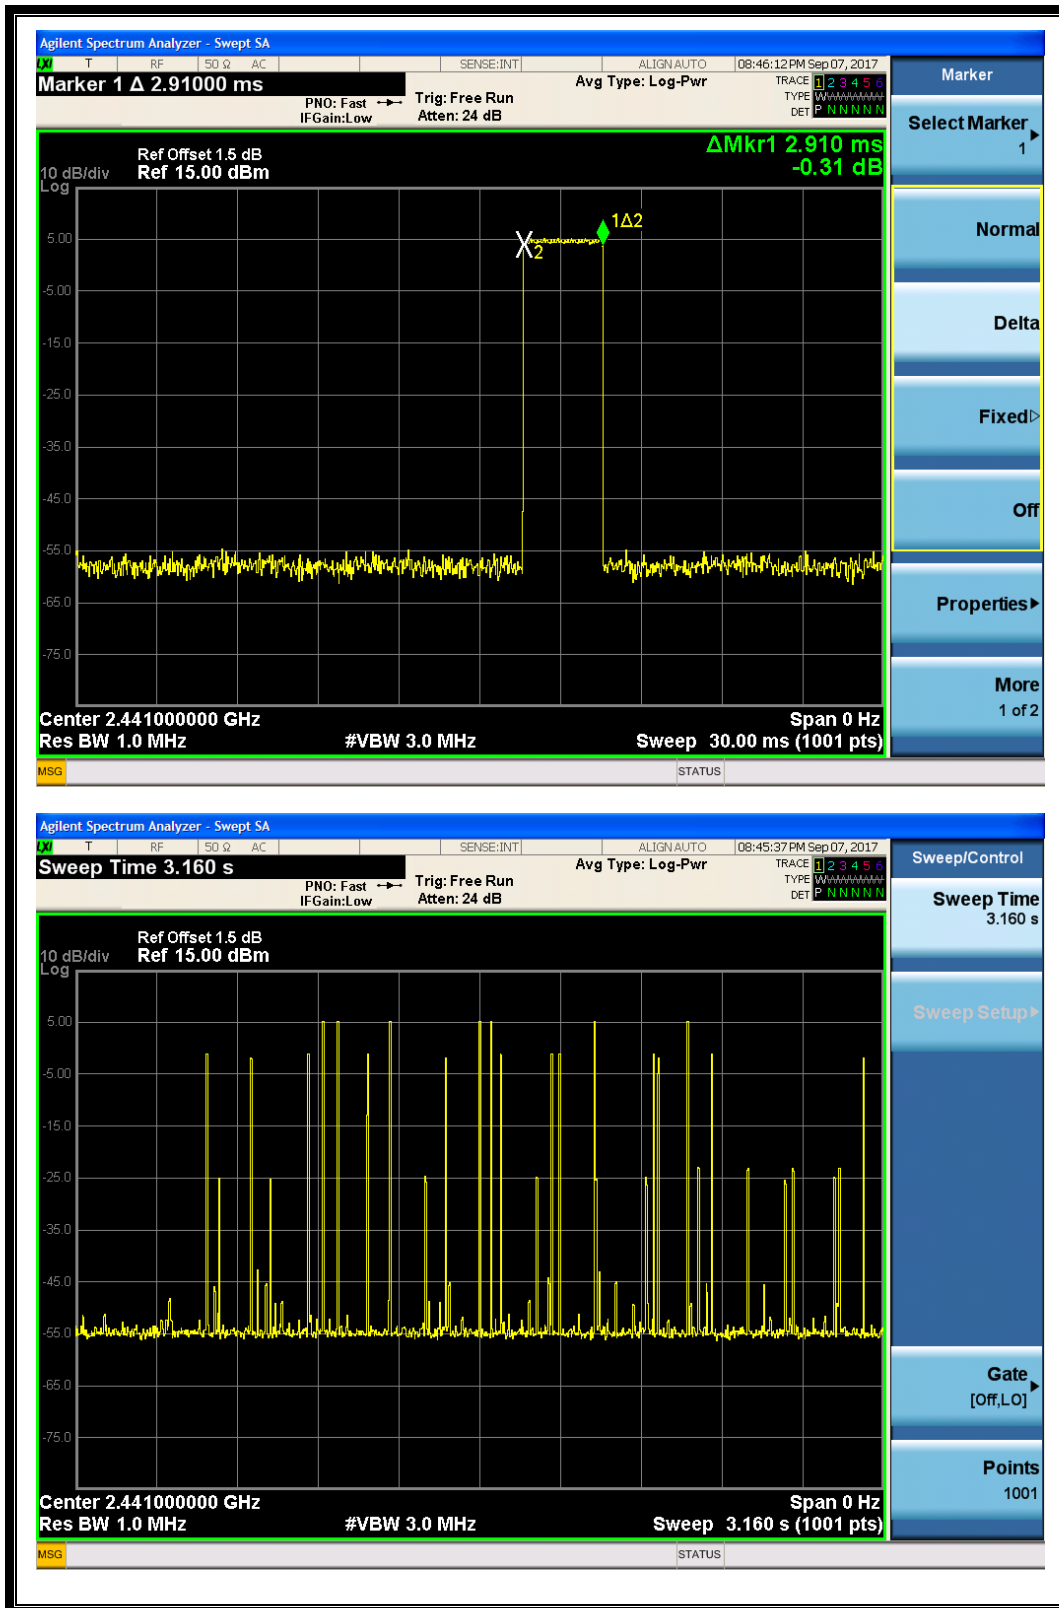 Agilent Spectrum Analyzer - Swept SA
LXI T RF 50 Ω AC SENSE:INT ALIGN AUTO 08:46:12 PM Sep 07, 2017
Marker 1 Δ 2.91000 ms
PNO: Fast
IFGain:Low
Trig: Free Run
Atten: 24 dB
Avg Type: Log-Pwr
TRACE 1 2 3 4 5 6
TYPE
DET P N N N N N
ΔMkr1 2.910 ms
-0.31 dB
Ref Offset 1.5 dB
10 dB/div Ref 15.00 dBm
Log
5.00
-5.00
-15.0
-25.0
-35.0
-45.0
-55.0
-65.0
-75.0
X2
1Δ2
Center 2.441000000 GHz Span 0 Hz
Res BW 1.0 MHz #VBW 3.0 MHz Sweep 30.00 ms (1001 pts)
MSG STATUS
Marker
Select Marker
1
Normal
Delta
Fixed
Off
Properties
More
1 of 2
Agilent Spectrum Analyzer - Swept SA
LXI T RF 50 Ω AC SENSE:INT ALIGN AUTO 08:45:37 PM Sep 07, 2017
Sweep Time 3.160 s
PNO: Fast
IFGain:Low
Trig: Free Run
Atten: 24 dB
Avg Type: Log-Pwr
TRACE 1 2 3 4 5 6
TYPE
DET P N N N N N
Ref Offset 1.5 dB
10 dB/div Ref 15.00 dBm
Log
5.00
-5.00
-15.0
-25.0
-35.0
-45.0
-55.0
-65.0
-75.0
Center 2.441000000 GHz Span 0 Hz
Res BW 1.0 MHz #VBW 3.0 MHz Sweep 3.160 s (1001 pts)
MSG STATUS
Sweep/Control
Sweep Time
3.160 s
Sweep Setup
Gate
[Off,LO]
Points
1001